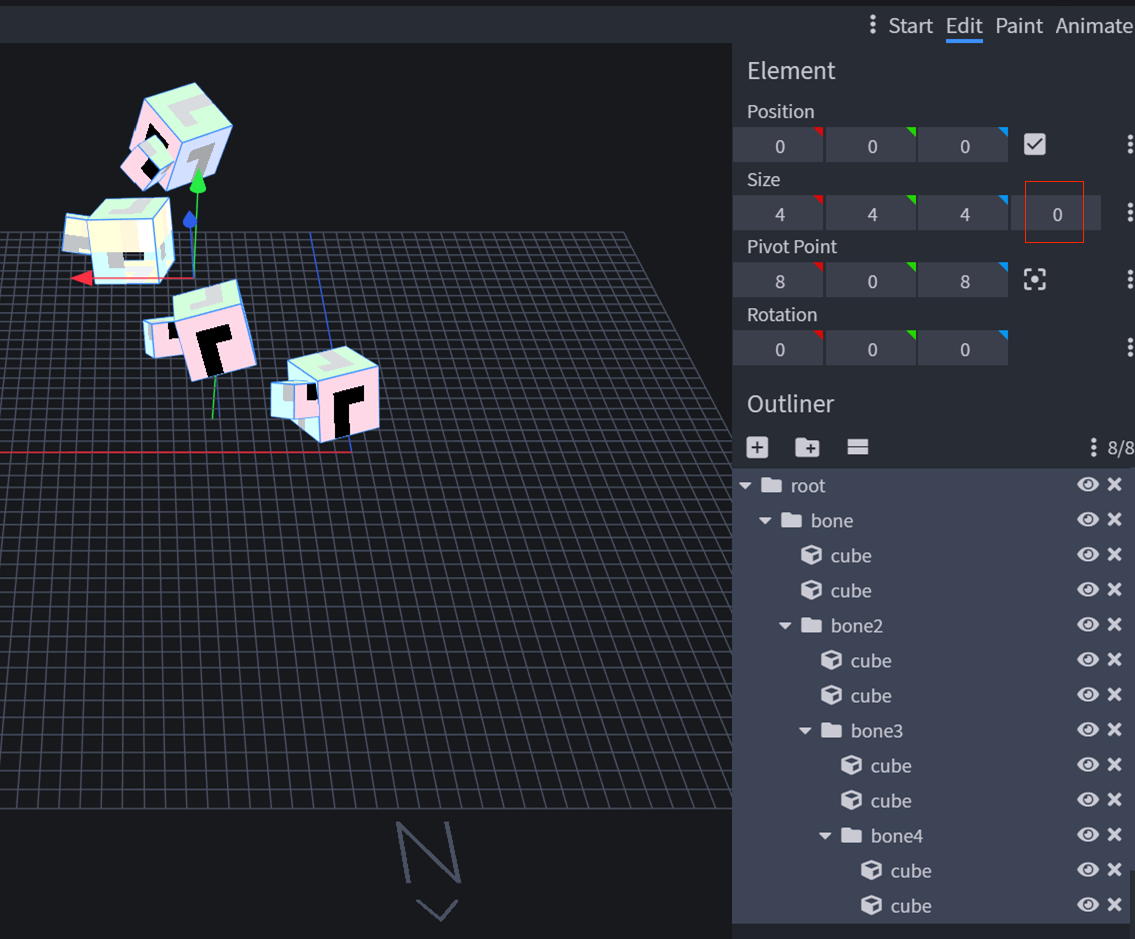 Start Edit Paint Animate
Element
Position
0 0 0
Size
4 4 4 0
Pivot Point
8 0 8
Rotation
0 0 0
Outliner
8/8
root
bone
cube
cube
bone2
cube
cube
bone3
cube
cube
bone4
cube
cube
N